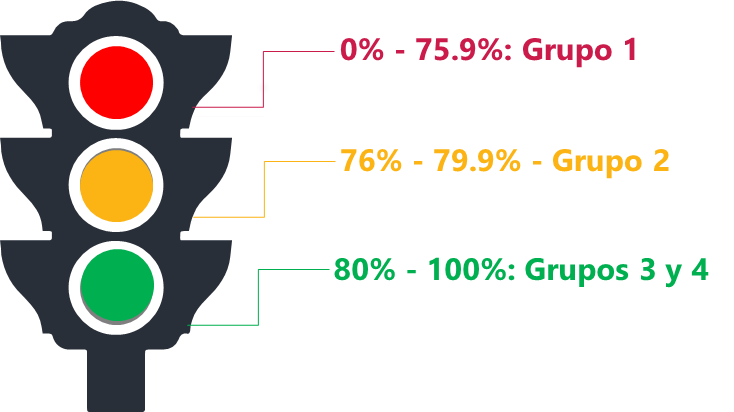 0% - 75.9%: Grupo 1
76% - 79.9% - Grupo 2
80% - 100%: Grupos 3 y 4